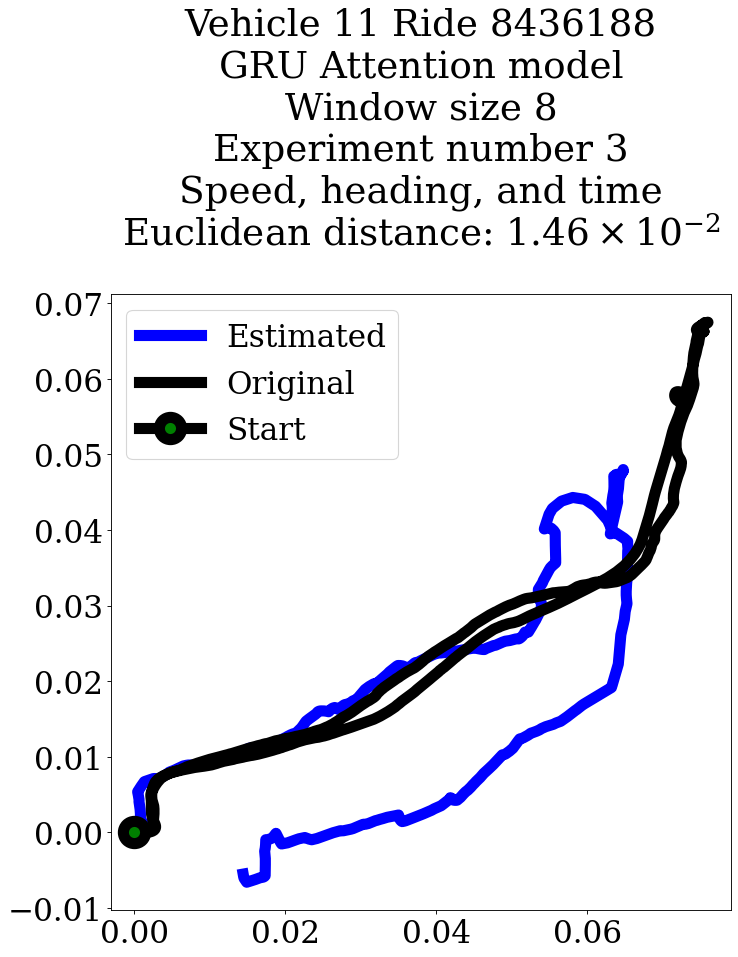 Vehicle 11 Ride 8436188
GRU Attention model
Window size 8
Experiment number 3
Speed, heading, and time
Euclidean distance: 1.46 × 10⁻²
0.07
0.06
0.05
0.04
0.03
0.02
0.01
0.00
−0.01
Estimated
Original
Start
0.00 0.02 0.04 0.06